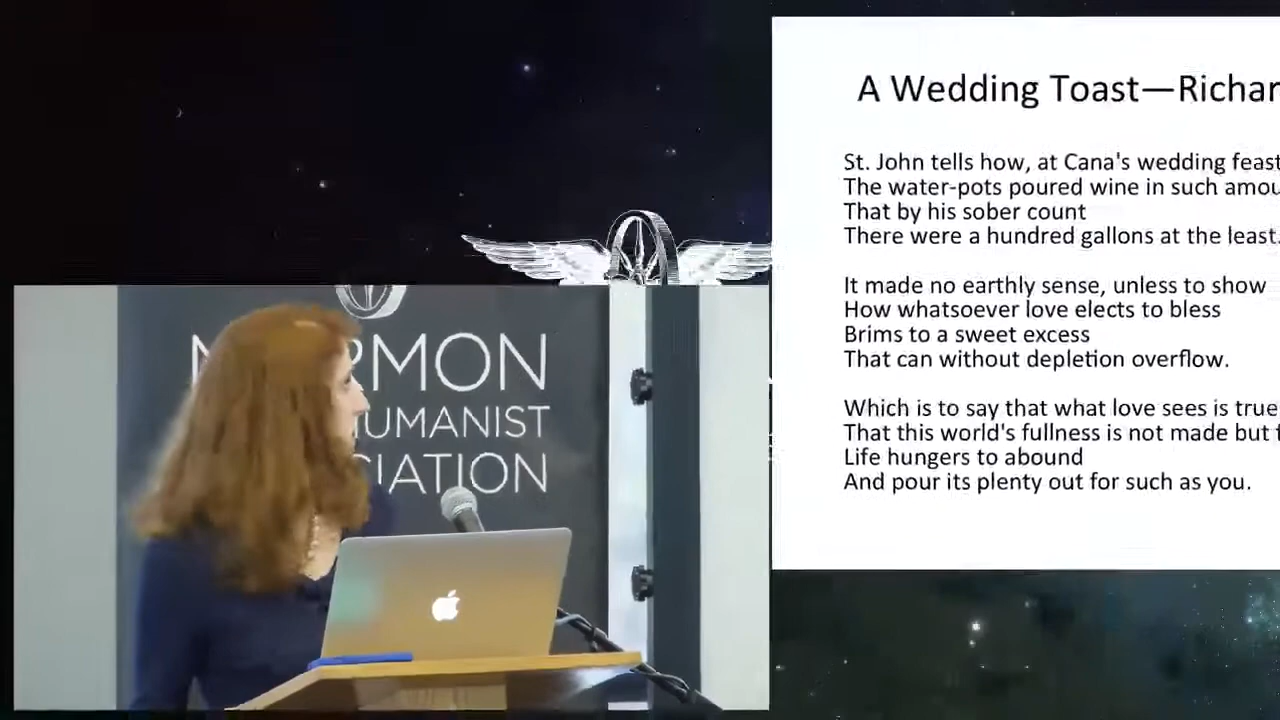 A Wedding Toast—Richar
St. John tells how, at Cana's wedding feast
The water-pots poured wine in such amou
That by his sober count
There were a hundred gallons at the least.
It made no earthly sense, unless to show
How whatsoever love elects to bless
Brims to a sweet excess
That can without depletion overflow.
Which is to say that what love sees is true
That this world's fullness is not made but
Life hungers to abound
And pour its plenty out for such as you.
M RMON
UMANIST
CIATION